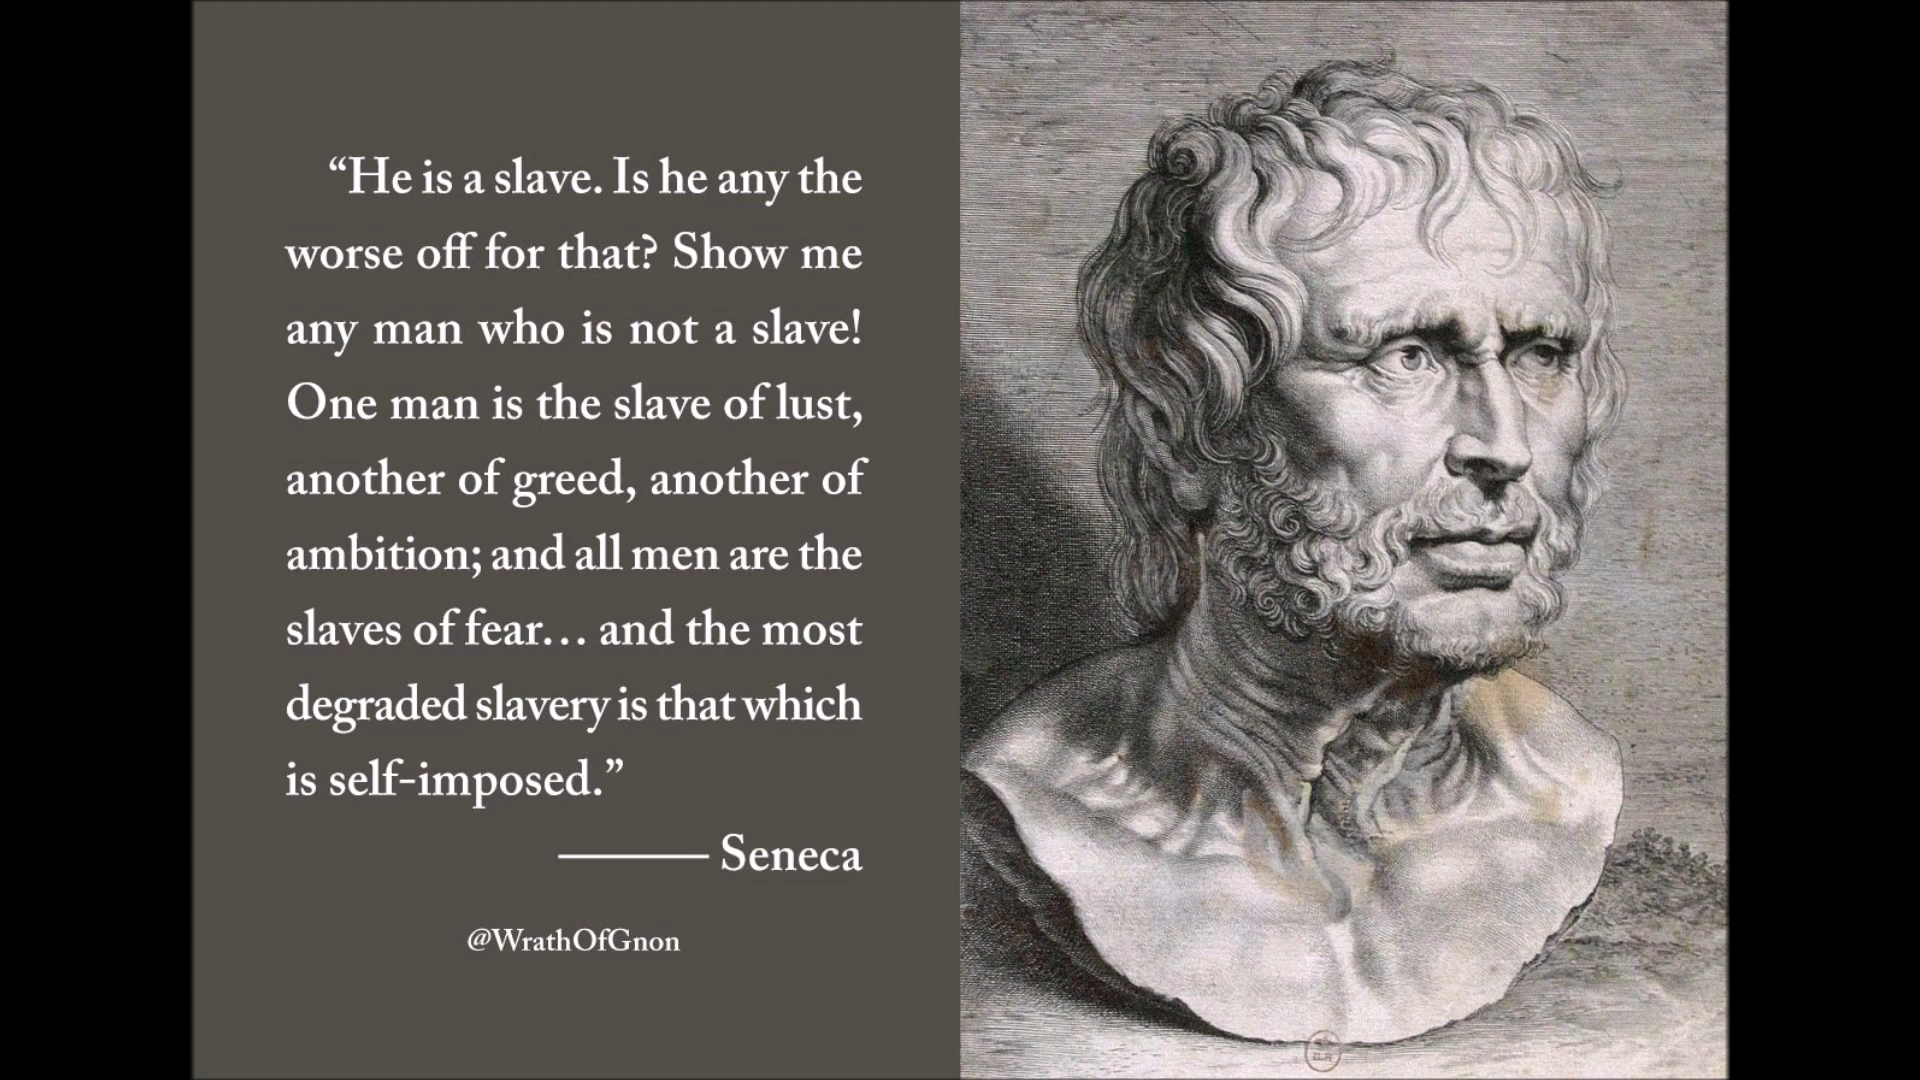 “He is a slave. Is he any the
worse off for that? Show me
any man who is not a slave!
One man is the slave of lust,
another of greed, another of
ambition; and all men are the
slaves of fear… and the most
degraded slavery is that which
is self-imposed.”
——— Seneca
@WrathOfGnon